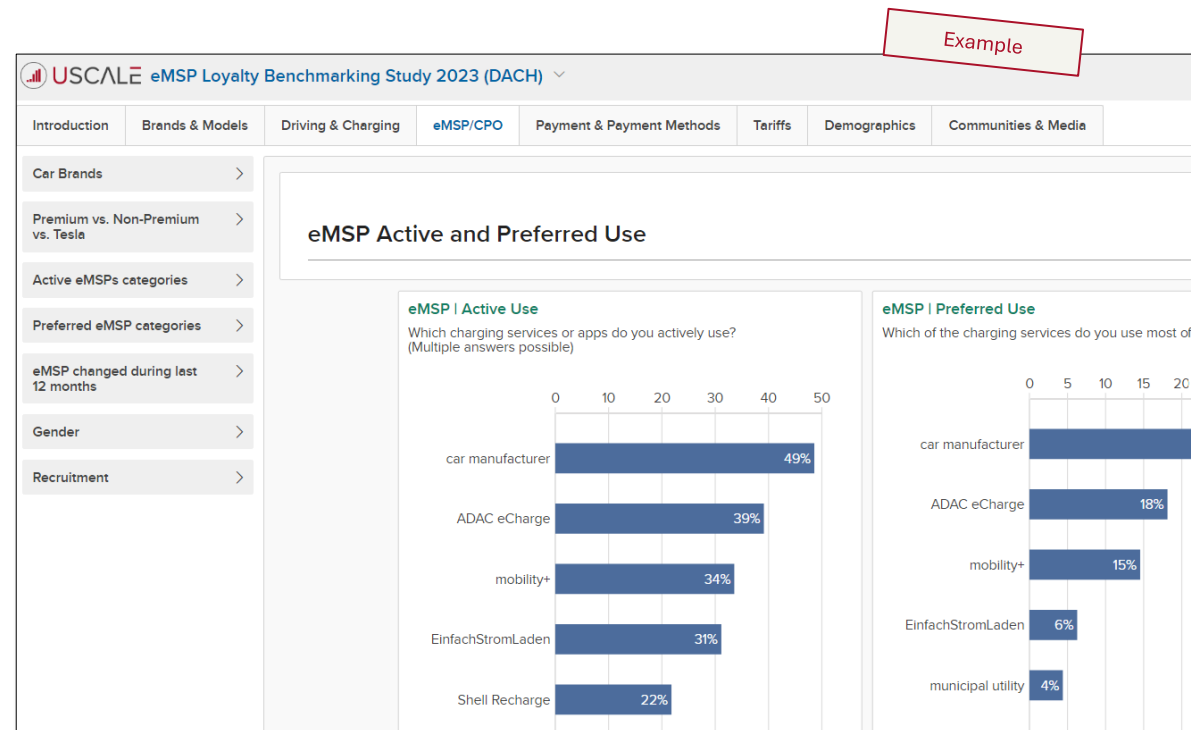 Example
USCALE eMSP Loyalty Benchmarking Study 2023 (DACH)
Introduction
Brands & Models
Driving & Charging
eMSP/CPO
Payment & Payment Methods
Tariffs
Demographics
Communities & Media
Car Brands
Premium vs. Non-Premium
vs. Tesla
Active eMSPs categories
Preferred eMSP categories
eMSP changed during last
12 months
Gender
Recruitment
eMSP Active and Preferred Use
eMSP | Active Use
Which charging services or apps do you actively use?
(Multiple answers possible)
0 10 20 30 40 50
car manufacturer 49%
ADAC eCharge 39%
mobility+ 34%
EinfachStromLaden 31%
Shell Recharge 22%
eMSP | Preferred Use
Which of the charging services do you use most of
0 5 10 15 20
car manufacturer
ADAC eCharge 18%
mobility+ 15%
EinfachStromLaden 6%
municipal utility 4%